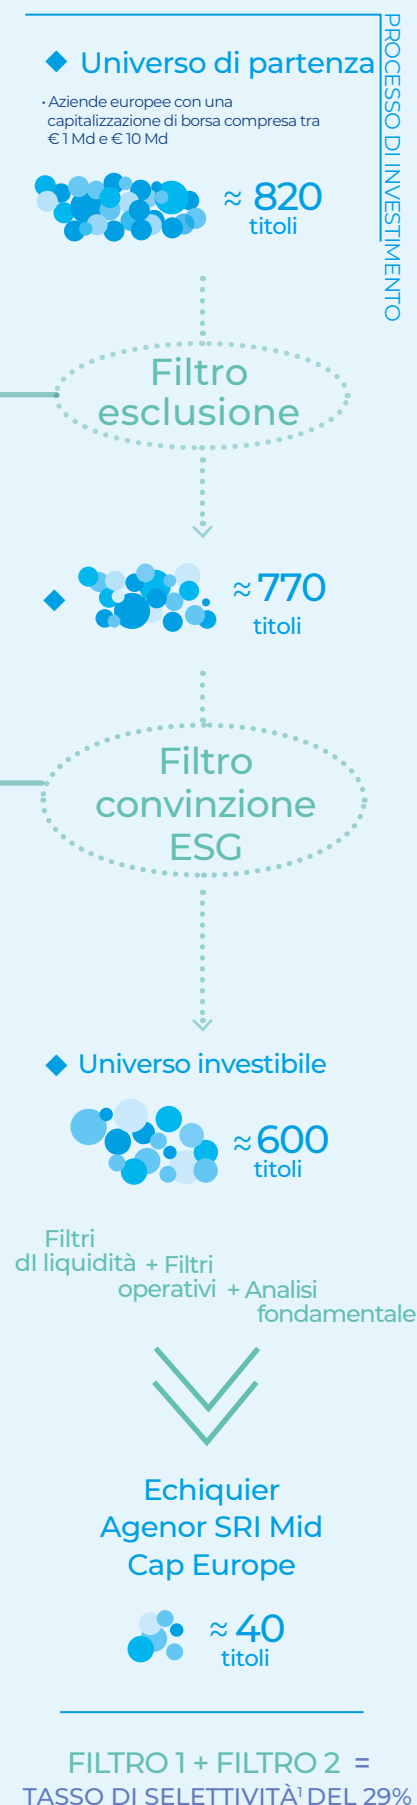 PROCESSO DI INVESTIMENTO
Universo di partenza
• Aziende europee con una
capitalizzazione di borsa compresa tra
€ 1 Md e € 10 Md
≈ 820
titoli
Filtro
esclusione
≈ 770
titoli
Filtro
convinzione
ESG
Universo investibile
≈ 600
titoli
Filtri
dI liquidità
+ Filtri
operativi
+ Analisi
fondamentale
Echiquier
Agenor SRI Mid
Cap Europe
≈ 40
titoli
FILTRO 1 + FILTRO 2 =
TASSO DI SELETTIVITÀ¹ DEL 29%